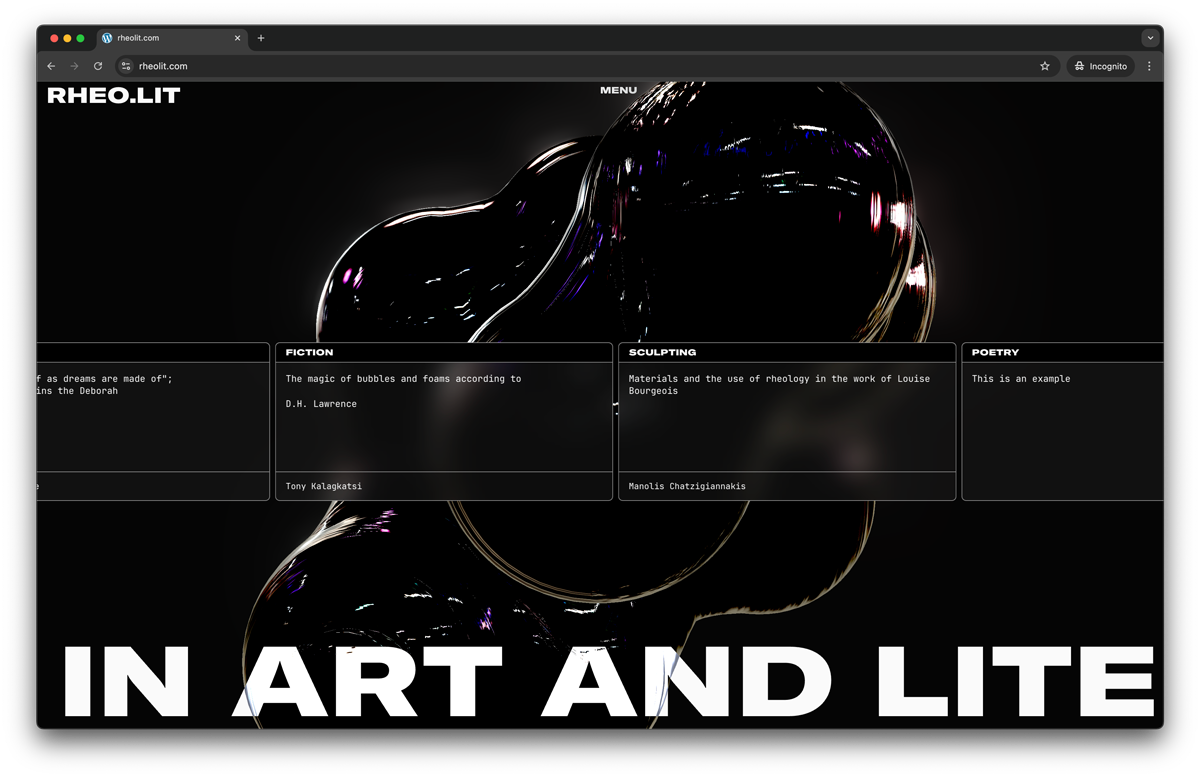 rheolit.com
rheolit.com
Incognito
RHEO.LIT
MENU
f as dreams are made of";
ins the Deborah
FICTION
The magic of bubbles and foams according to
D.H. Lawrence
Tony Kalagkatsi
SCULPTING
Materials and the use of rheology in the work of Louise
Bourgeois
Manolis Chatzigiannakis
POETRY
This is an example
IN ART AND LITE